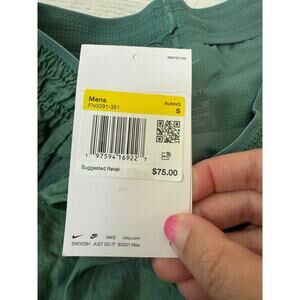 Mens RUNING
FN3391-361 S
1 97594 16922 7
Suggested Retail
$75.00
NIKE nike.com
SWOOSH JUST DO IT ©2021 Nike